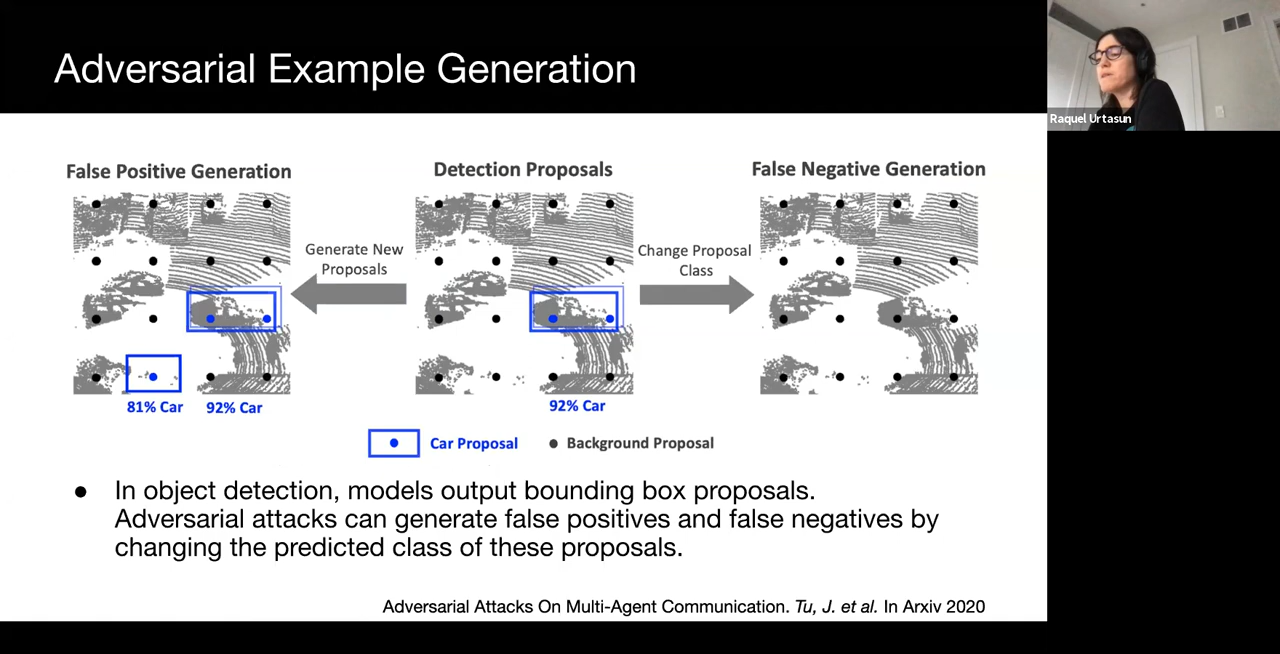 Adversarial Example Generation
Raquel Urtasun
False Positive Generation
Detection Proposals
False Negative Generation
Generate New
Proposals
Change Proposal
Class
81% Car
92% Car
92% Car
Car Proposal
Background Proposal
● In object detection, models output bounding box proposals.
Adversarial attacks can generate false positives and false negatives by
changing the predicted class of these proposals.
Adversarial Attacks On Multi-Agent Communication. Tu, J. et al. In Arxiv 2020